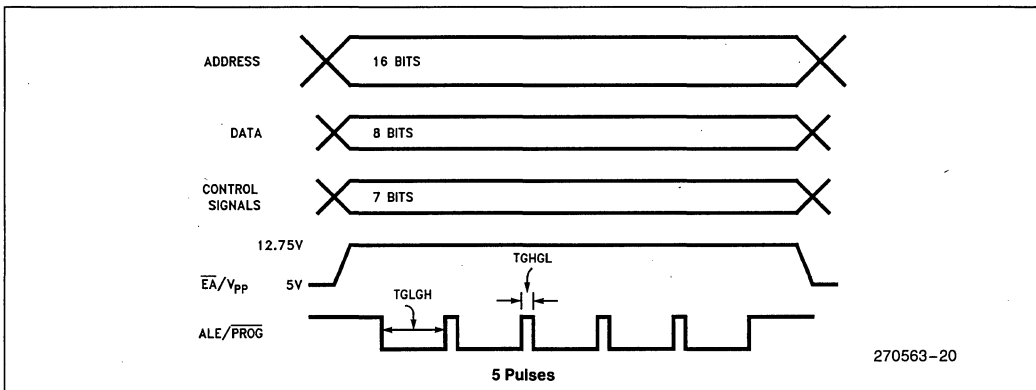 ADDRESS
16 BITS
DATA
8 BITS
CONTROL
SIGNALS
7 BITS
12.75V
TGHGL
EA/VPP
5V
TGLGH
ALE/PROG
270563-20
5 Pulses